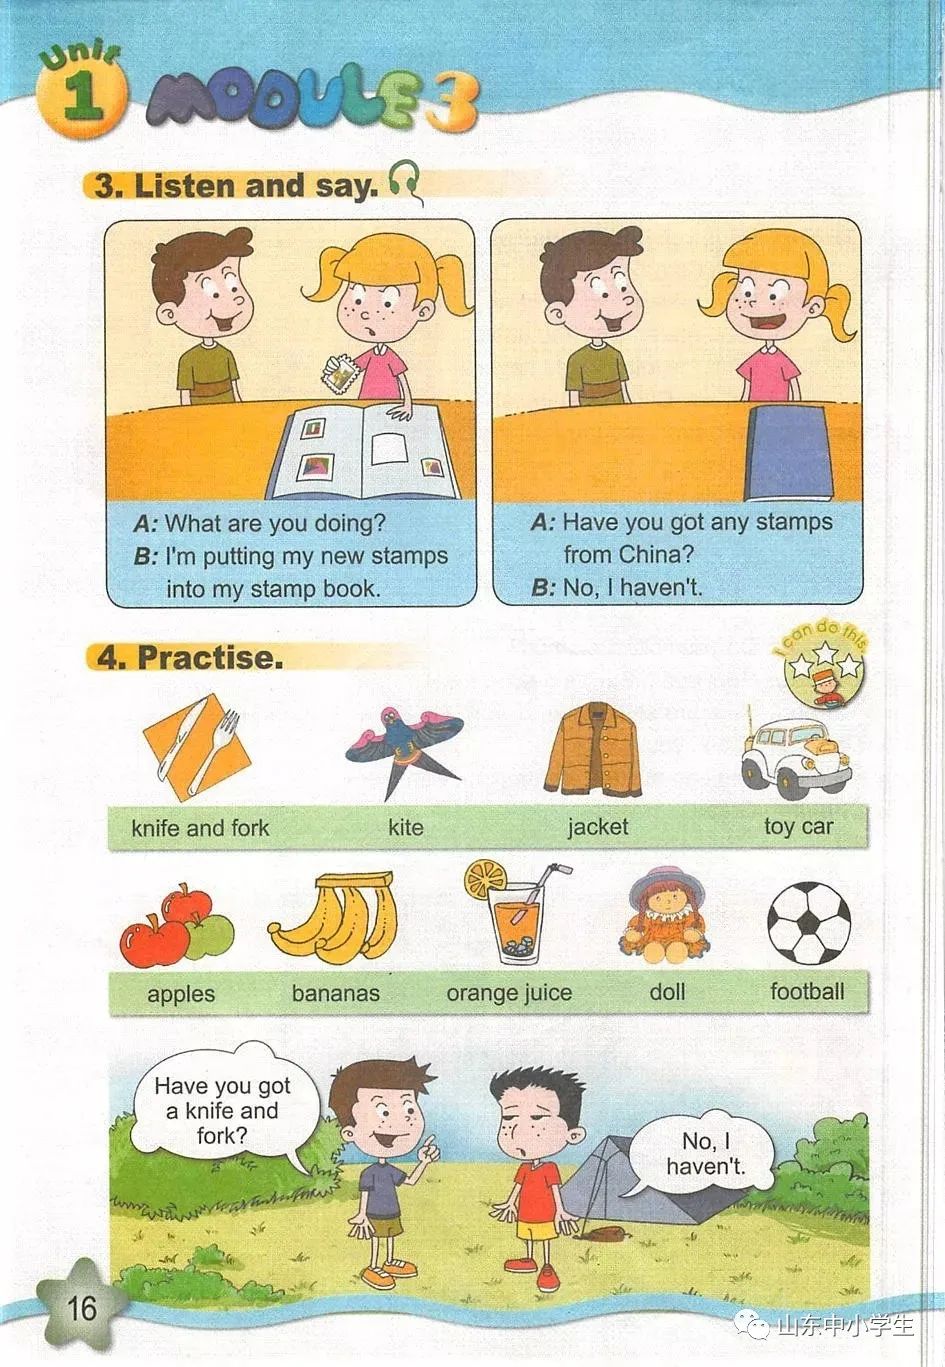 Unit
1 MODULE 3
3. Listen and say.
A: What are you doing?
B: I'm putting my new stamps
into my stamp book.
A: Have you got any stamps
from China?
B: No, I haven't.
4. Practise.
I can do this.
knife and fork kite jacket toy car
apples bananas orange juice doll football
Have you got
a knife and
fork?
No, I
haven't.
16
山东中小学生